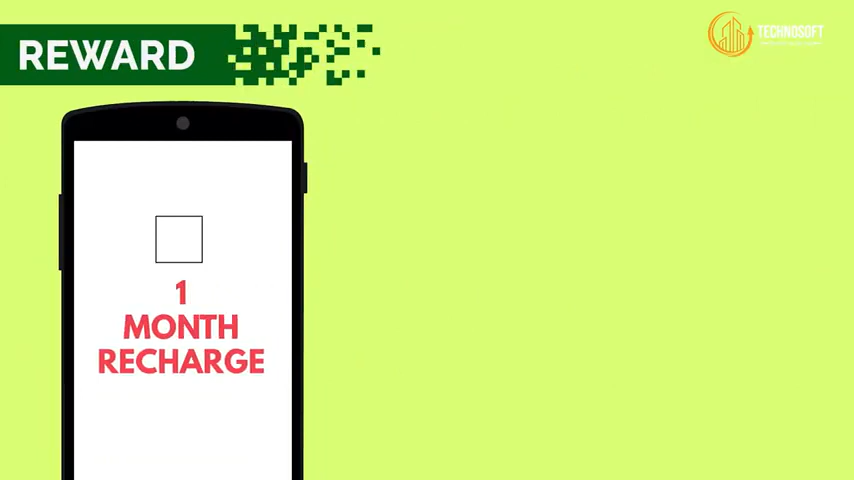 REWARD
TECHNOSOFT
1
MONTH
RECHARGE